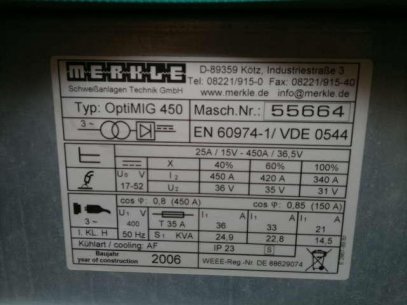 MERKLE
Schweißanlagen Technik GmbH
D-89359 Kötz, Industriestraße 3
Tel: 08221/915-0 Fax: 08221/915-40
www.merkle.de info@merkle.de
Typ: OptiMIG 450 Masch.Nr.: 55664
3~ EN 60974-1/ VDE 0544
25A / 15V - 450A / 36,5V
X 40% 60% 100%
U₀ V I₂ 450 A 420 A 340 A
17-52 U₂ 36 V 35 V 31 V
cos φ: 0,8 (450 A) cos φ: 0,85 (150 A)
3~ U₁ V 400 T 35 A I₁ A 36 I₁ A 33 I₁ A 21
I. KL H 50 Hz S₁ KVA 24,9 22,8 14,5
Kühlart / cooling: AF IP 23 S
Baujahr
year of construction 2006 WEEE-Reg.-Nr. DE 88629074